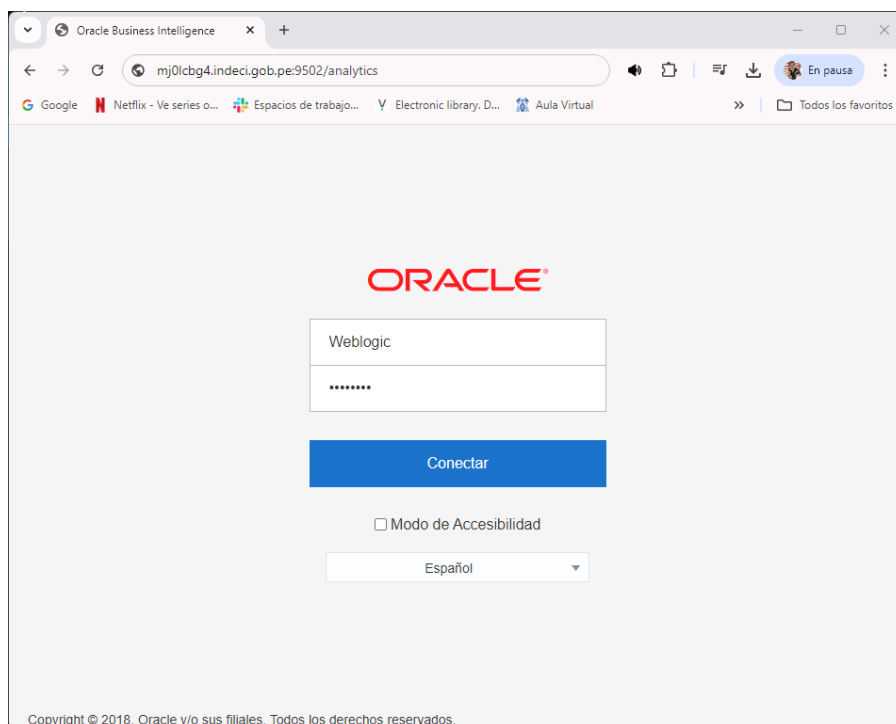 Oracle Business Intelligence
mj0lcbg4.indeci.gob.pe:9502/analytics
En pausa
Google
Netflix - Ve series o...
Espacios de trabajo...
Electronic library. D...
Aula Virtual
Todos los favoritos
ORACLE
Weblogic
••••••••
Conectar
Modo de Accesibilidad
Español
Copyright © 2018, Oracle y/o sus filiales. Todos los derechos reservados.